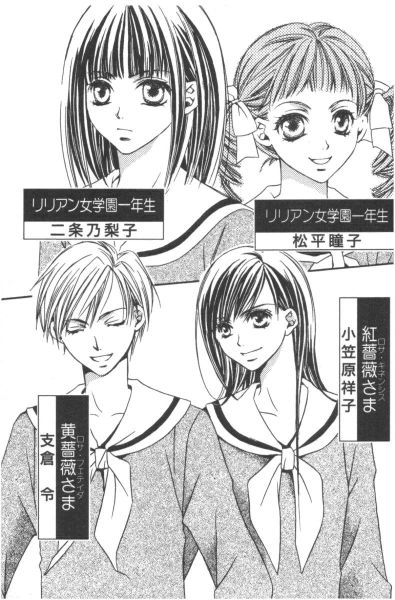 リリアン女学園一年生
二条乃梨子
リリアン女学園一年生
松平瞳子
紅薔薇さま
ロサ・キネンシス
小笠原祥子
黄薔薇さま
ロサ・フェティダ
支倉 令